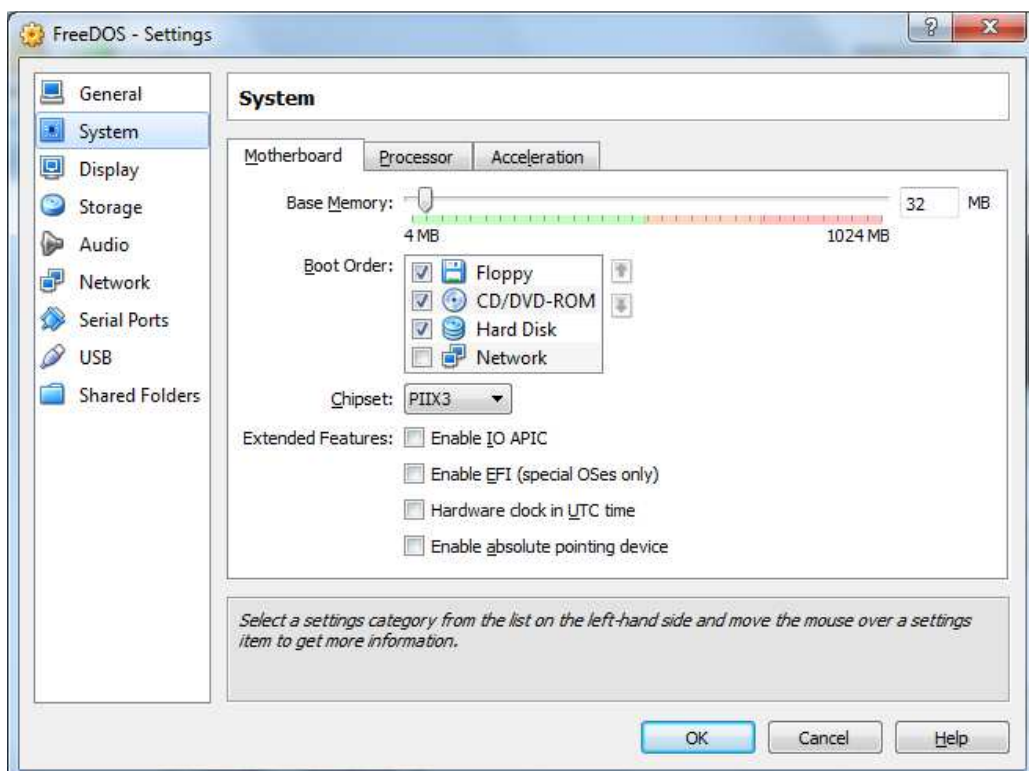 FreeDOS - Settings
General
System
Display
Storage
Audio
Network
Serial Ports
USB
Shared Folders
System
Motherboard Processor Acceleration
Base Memory: 32 MB
4 MB 1024 MB
Boot Order: Floppy
CD/DVD-ROM
Hard Disk
Network
Chipset: PIIX3
Extended Features: Enable IO APIC
Enable EFI (special OSes only)
Hardware clock in UTC time
Enable absolute pointing device
Select a settings category from the list on the left-hand side and move the mouse over a settings
item to get more information.
OK Cancel Help